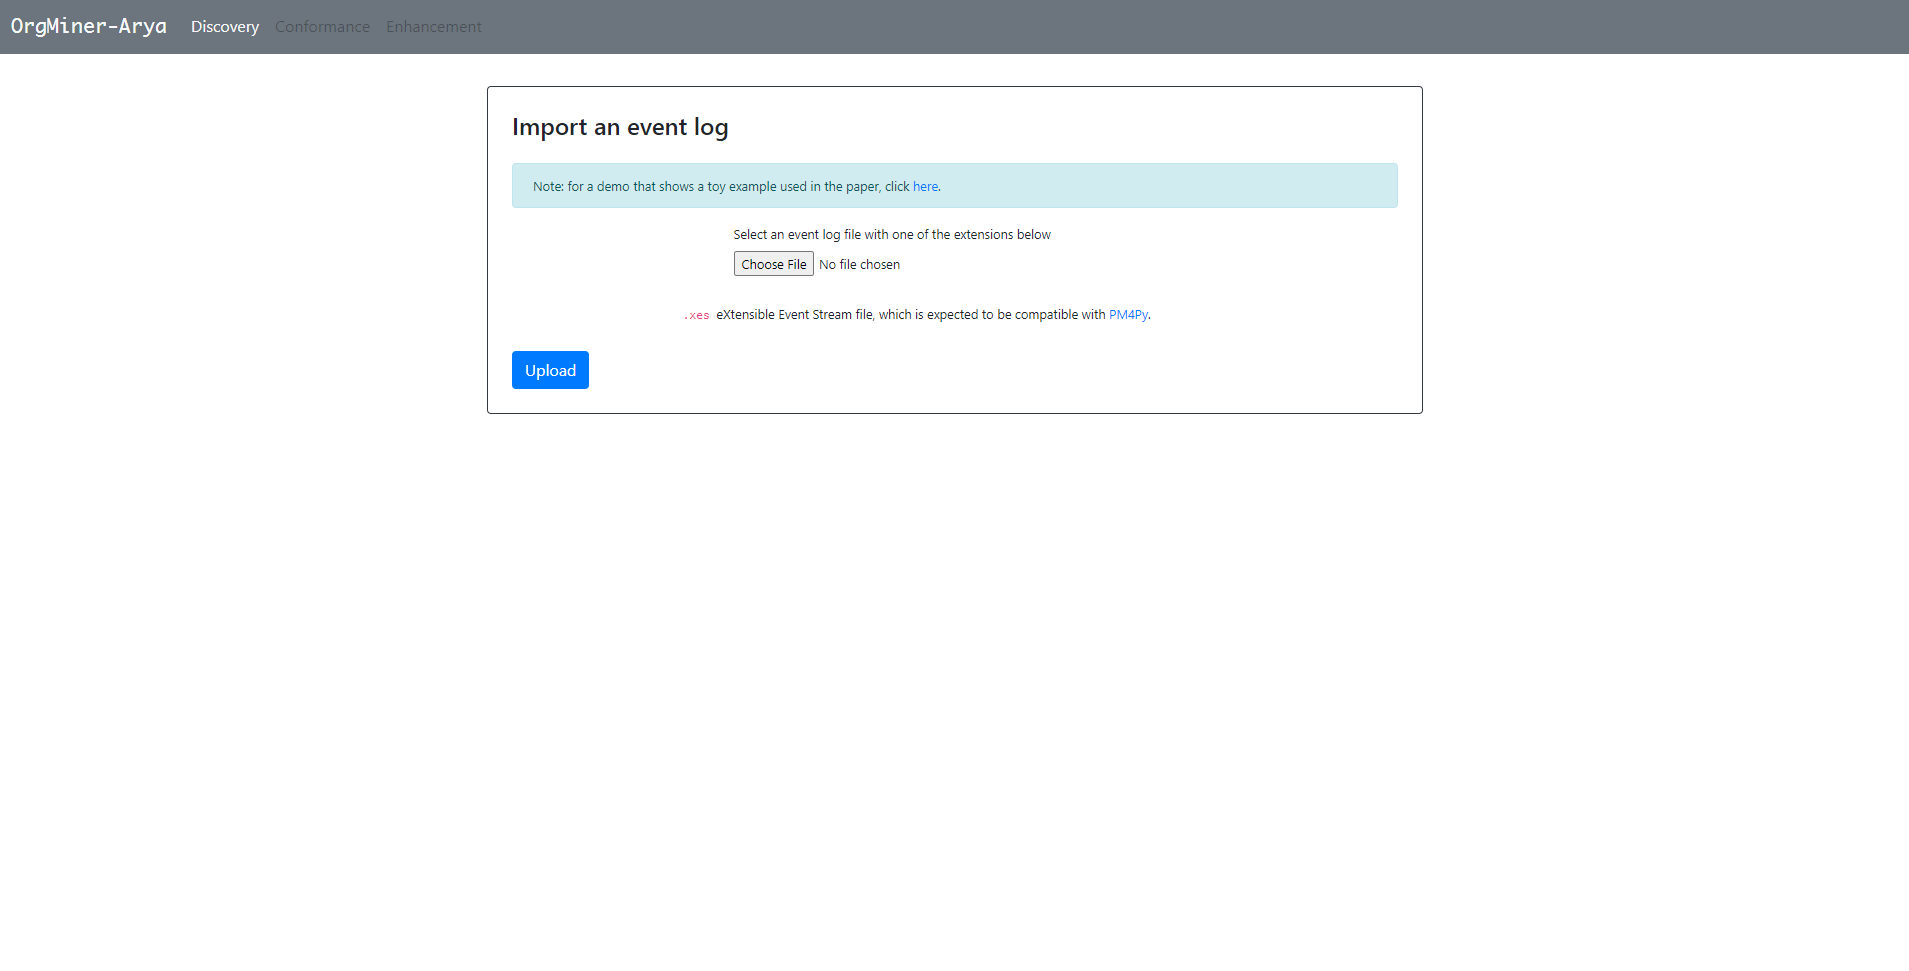 OrgMiner-Arya Discovery Conformance Enhancement
Import an event log
Note: for a demo that shows a toy example used in the paper, click here.
Select an event log file with one of the extensions below
Choose File No file chosen
.xes eXtensible Event Stream file, which is expected to be compatible with PM4Py.
Upload